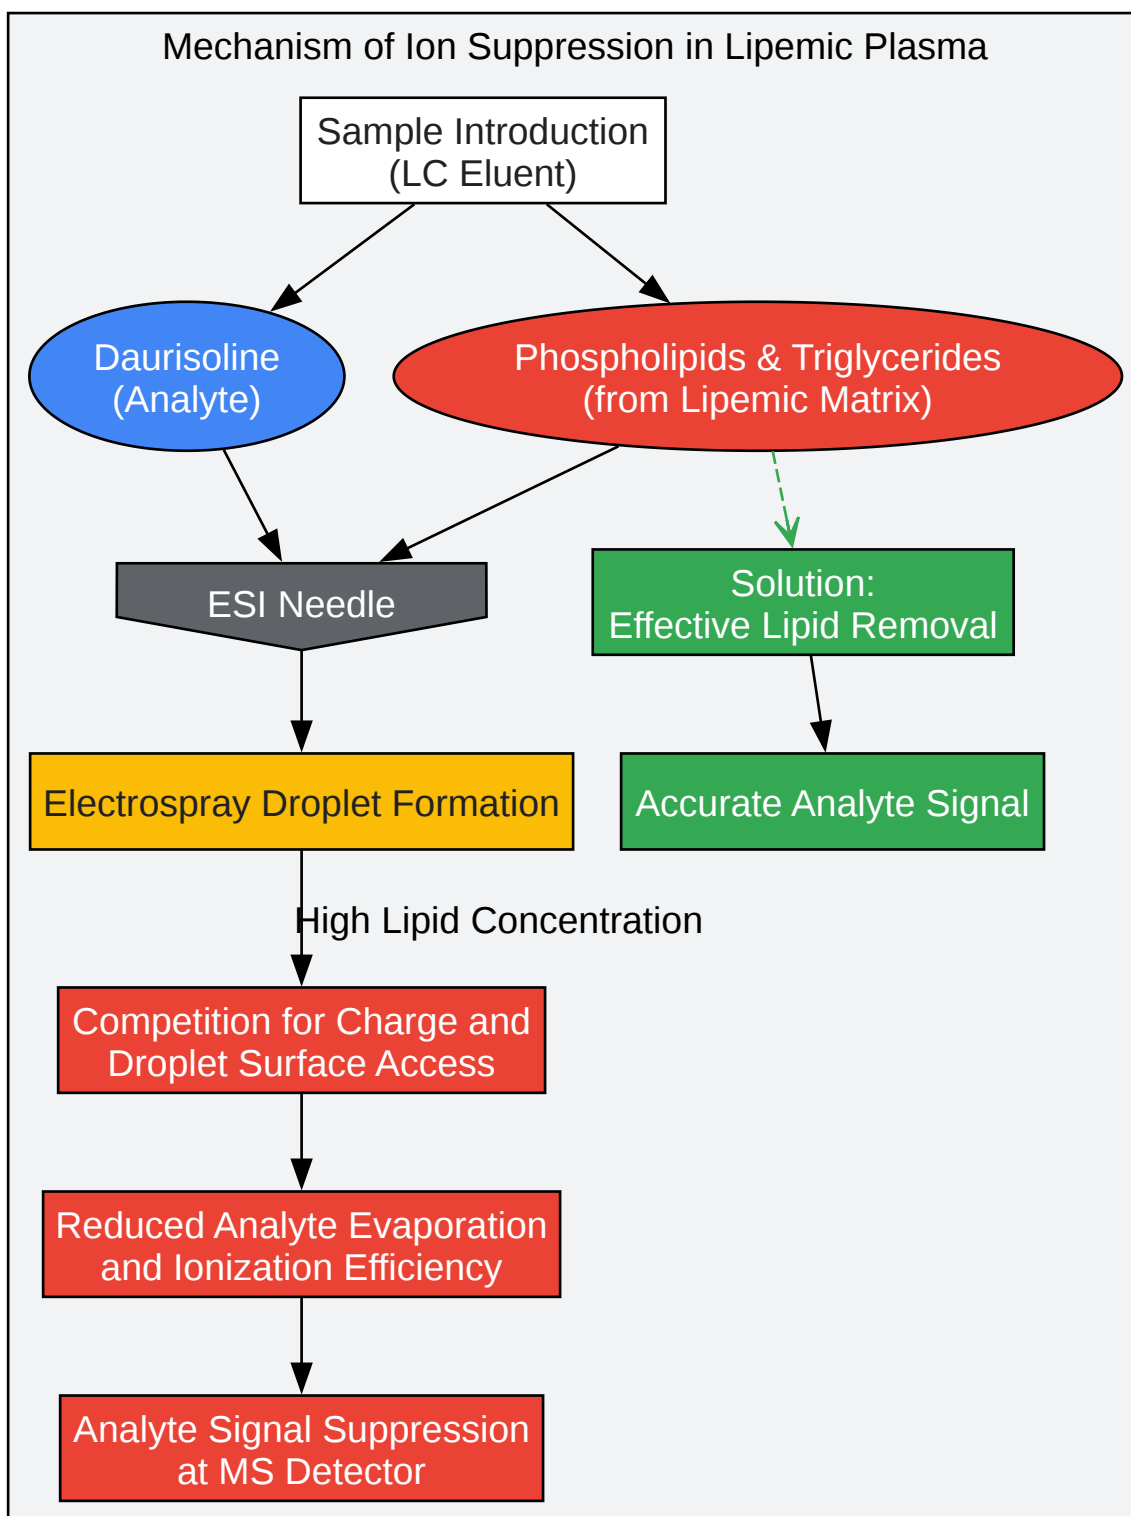 Mechanism of Ion Suppression in Lipemic Plasma
Sample Introduction
(LC Eluent)
Daurisoline
(Analyte)
Phospholipids & Triglycerides
(from Lipemic Matrix)
ESI Needle
Solution:
Effective Lipid Removal
Electrospray Droplet Formation
Accurate Analyte Signal
High Lipid Concentration
Competition for Charge and
Droplet Surface Access
Reduced Analyte Evaporation
and Ionization Efficiency
Analyte Signal Suppression
at MS Detector